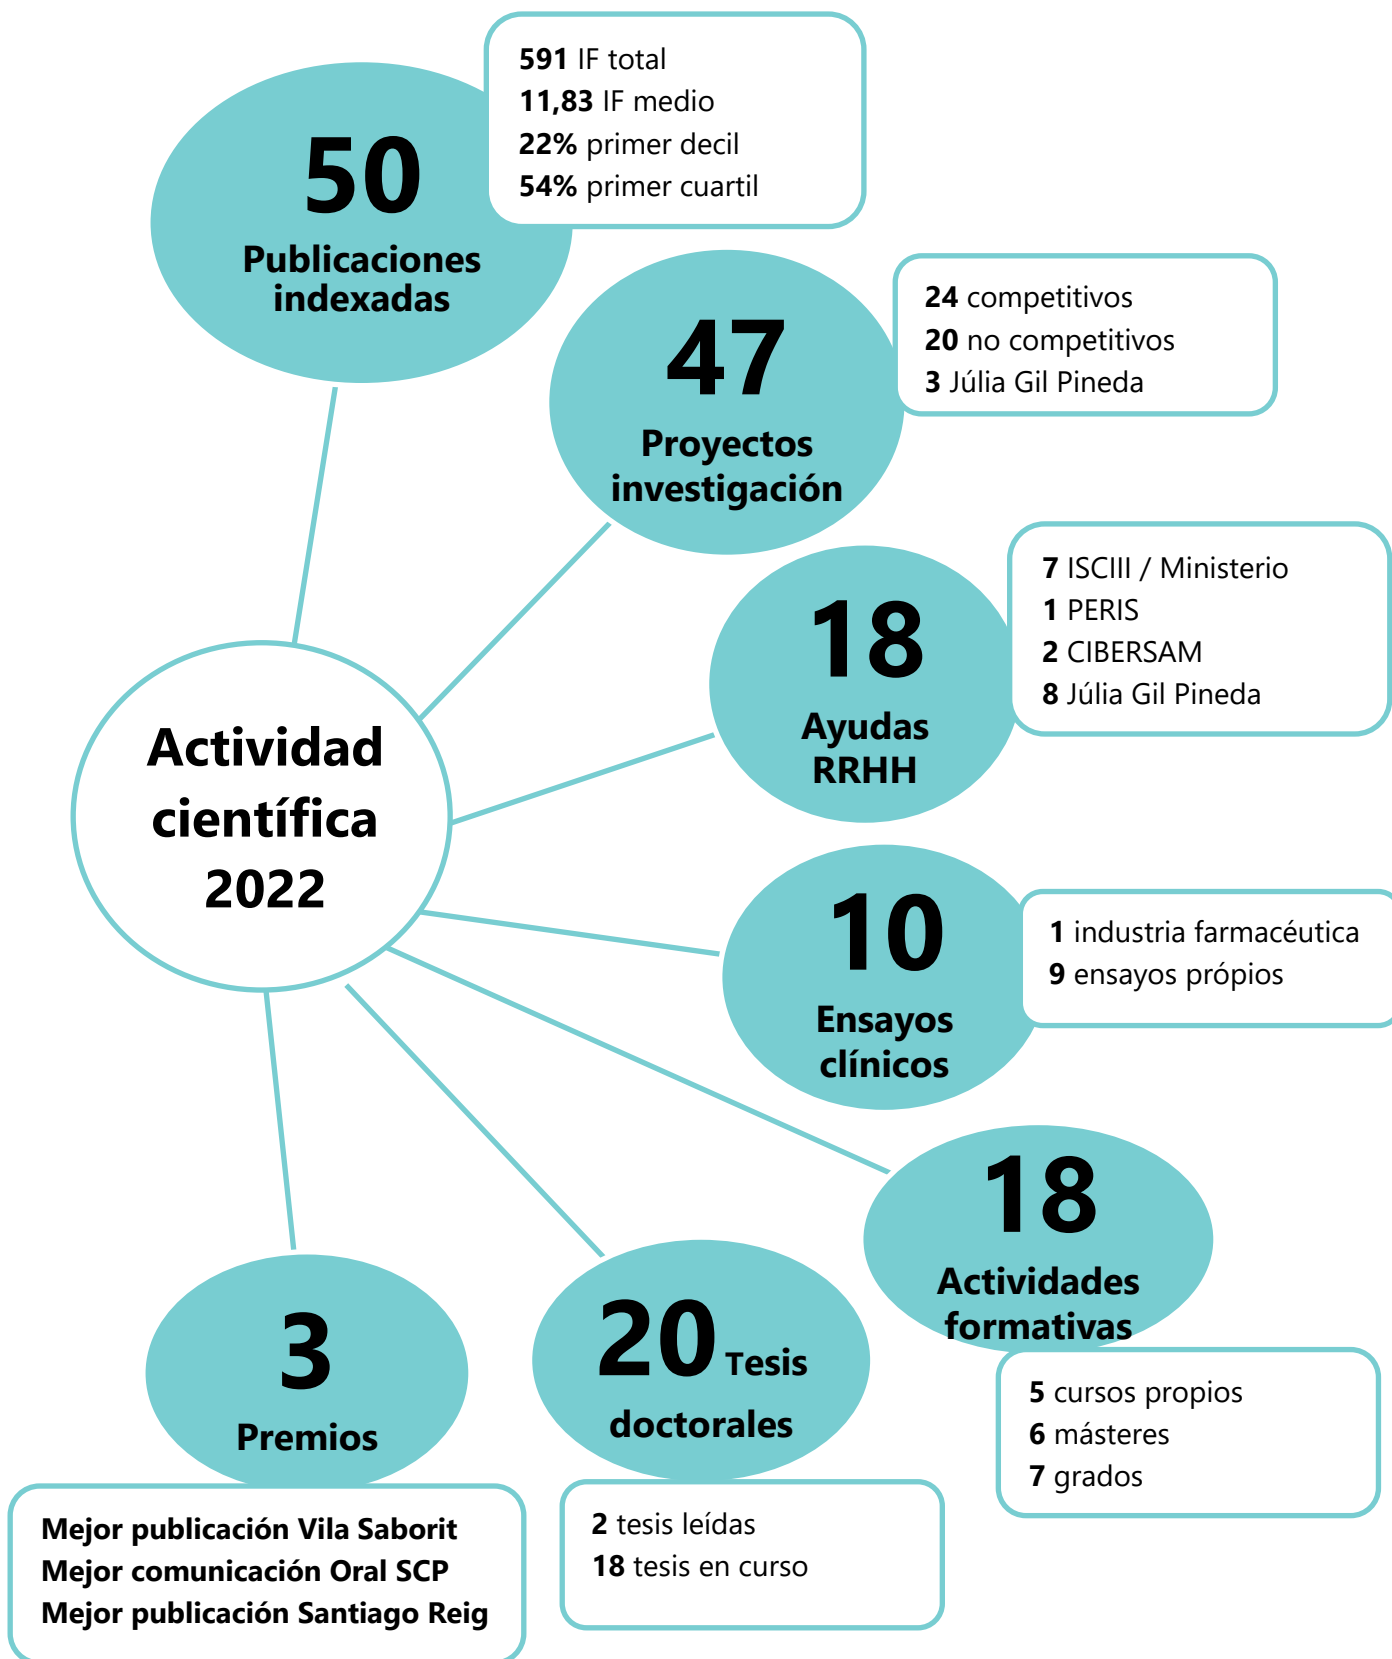 50
Publicaciones
indexadas
591 IF total
11,83 IF medio
22% primer decil
54% primer cuartil
47
Proyectos
investigación
24 competitivos
20 no competitivos
3 Júlia Gil Pineda
18
Ayudas
RRHH
7 ISCIII / Ministerio
1 PERIS
2 CIBERSAM
8 Júlia Gil Pineda
Actividad
científica
2022
10
Ensayos
clínicos
1 industria farmacéutica
9 ensayos própios
18
Actividades
formativas
5 cursos propios
6 másteres
7 grados
20 Tesis
doctorales
2 tesis leídas
18 tesis en curso
3
Premios
Mejor publicación Vila Saborit
Mejor comunicación Oral SCP
Mejor publicación Santiago Reig